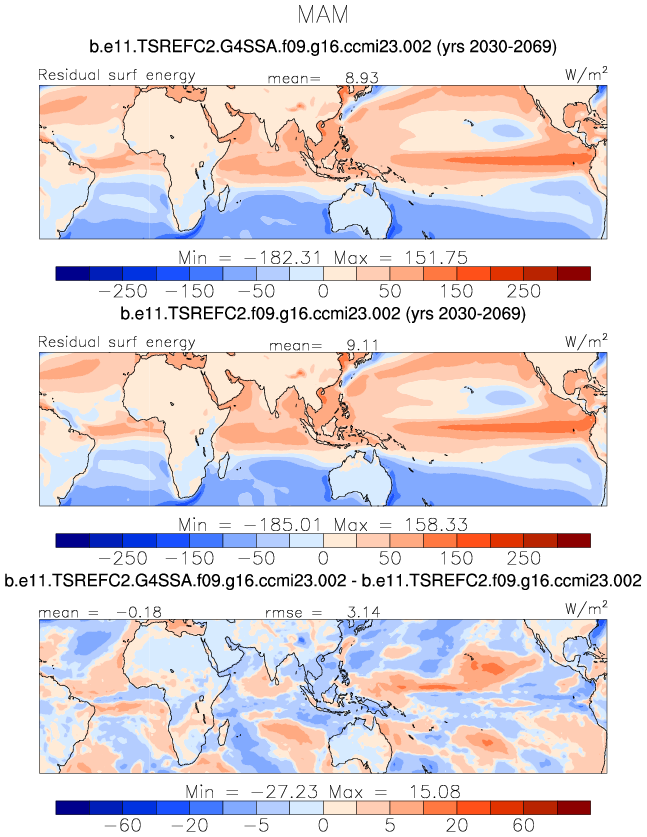 MAM
b.e11.TSREFC2.G4SSA.f09.g16.ccmi23.002 (yrs 2030-2069)
Residual surf energy mean= 8.93 W/m²
Min = −182.31 Max = 151.75
−250 −150 −50 0 50 150 250
b.e11.TSREFC2.f09.g16.ccmi23.002 (yrs 2030-2069)
Residual surf energy mean= 9.11 W/m²
Min = −185.01 Max = 158.33
−250 −150 −50 0 50 150 250
b.e11.TSREFC2.G4SSA.f09.g16.ccmi23.002 - b.e11.TSREFC2.f09.g16.ccmi23.002
mean = −0.18 rmse = 3.14 W/m²
Min = −27.23 Max = 15.08
−60 −20 −5 0 5 20 60